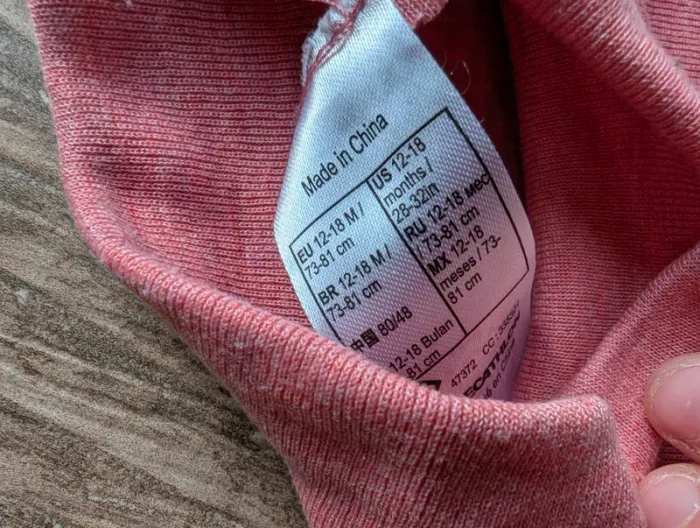 Made in China
EU 12-18 M /
73-81 cm
BR 12-18 M /
73-81 cm
中国 80/48
12-18 Bulan
81 cm
US 12-18
months /
28-32in
RU 12-18 мес
73-81 cm
MX 12-18
meses / 73-
81 cm
47372 CC: